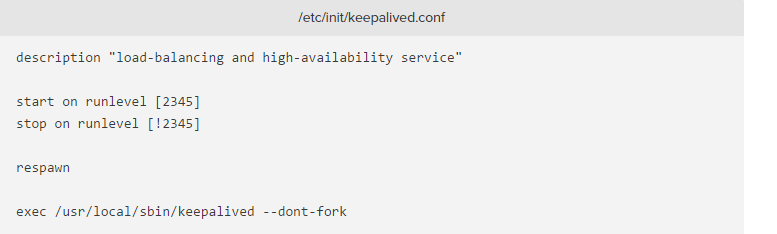 /etc/init/keepalived.conf
description "load-balancing and high-availability service"
start on runlevel [2345]
stop on runlevel [!2345]
respawn
exec /usr/local/sbin/keepalived --dont-fork